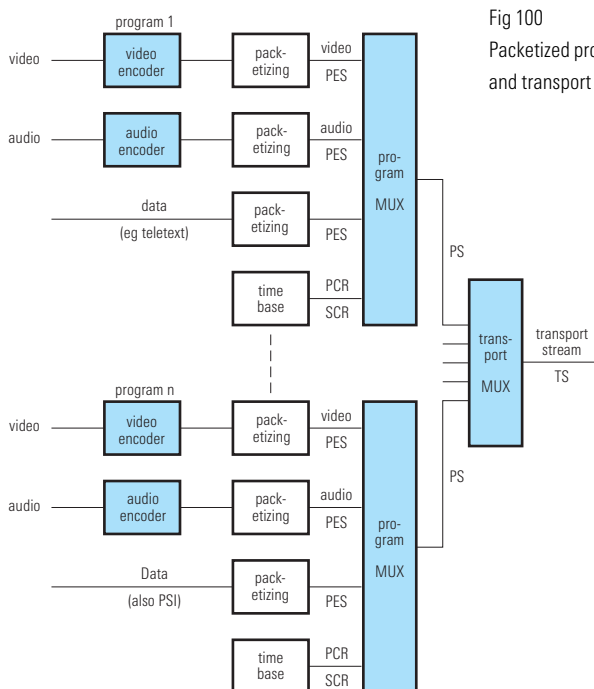 Fig 100
Packetized pro
and transport
program 1
video
video
encoder
pack-
etizing
video
PES
audio
audio
encoder
pack-
etizing
audio
PES
data
(eg teletext)
pack-
etizing
PES
time
base
PCR
SCR
pro-
gram
MUX
PS
trans-
port
MUX
transport
stream
TS
program n
video
video
encoder
pack-
etizing
video
PES
audio
audio
encoder
pack-
etizing
audio
PES
Data
(also PSI)
pack-
etizing
PES
time
base
PCR
SCR
pro-
gram
MUX
PS